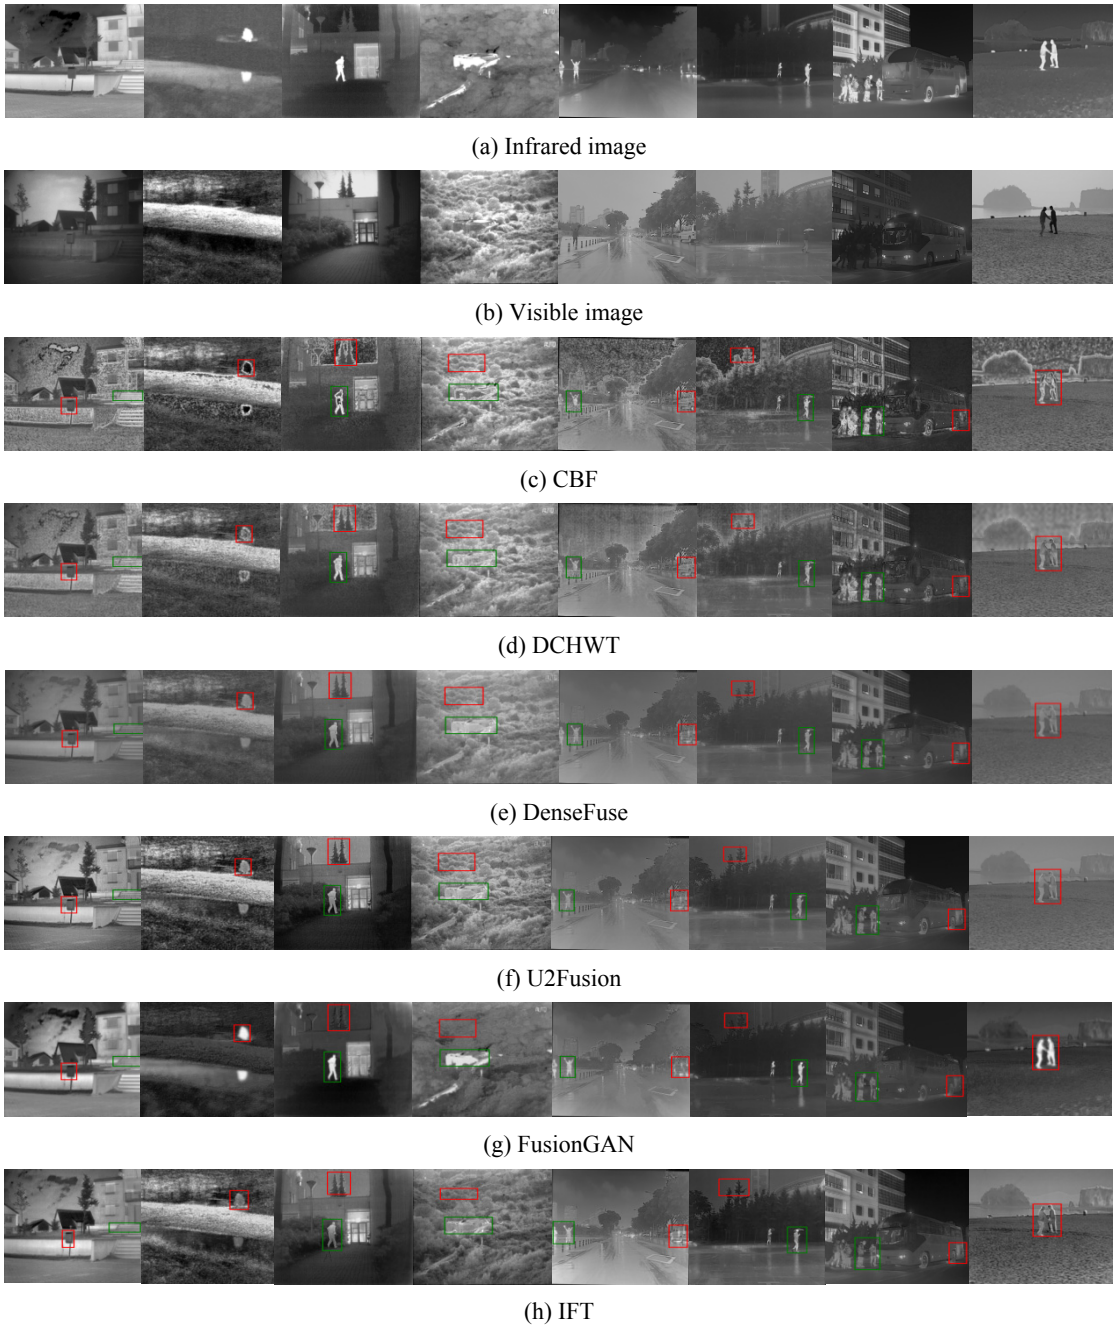 (a) Infrared image
(b) Visible image
(c) CBF
(d) DCHWT
(e) DenseFuse
(f) U2Fusion
(g) FusionGAN
(h) IFT